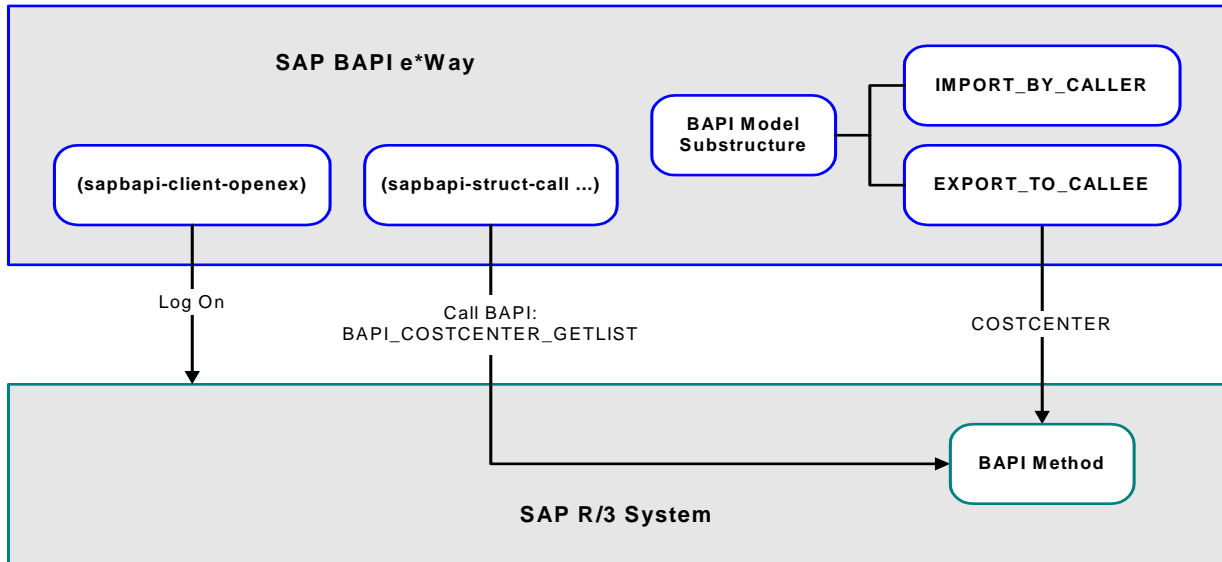 SAP BAPI e*Way
IMPORT_BY_CALLER
BAPI Model
Substructure
(sapbapi-client-openex)
(sapbapi-struct-call ...)
EXPORT_TO_CALLEE
Log On
Call BAPI:
BAPI_COSTCENTER_GETLIST
COSTCENTER
BAPI Method
SAP R/3 System